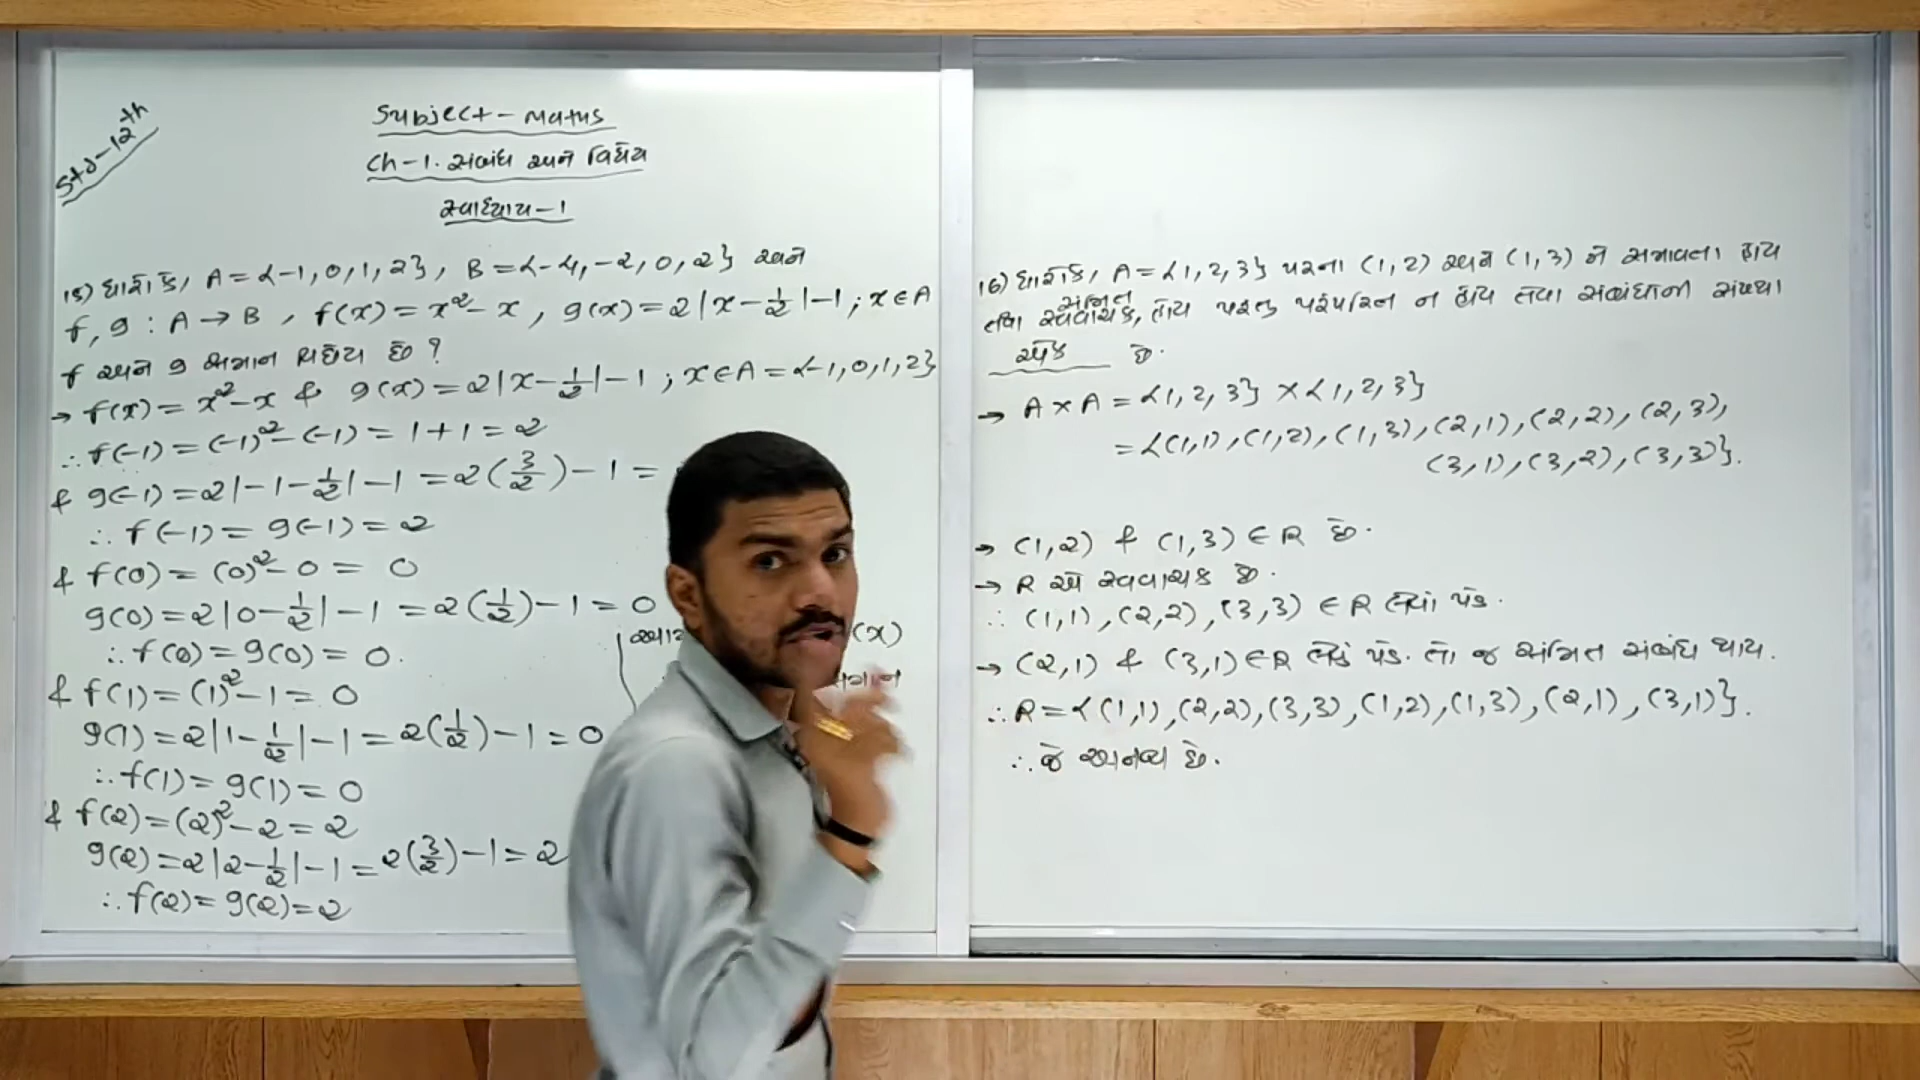 Std-12th
Subject - Maths
Ch-1. સંબંધ અને વિધેય
સ્વાધ્યાય-1
15) ધારો કે, A = {-1, 0, 1, 2}, B = {-4, -2, 0, 2} અને
f, g : A → B, f(x) = x² - x, g(x) = 2|x - 1/2| - 1 ; x ∈ A
f અને g સમાન વિધેય છે ?
→ f(x) = x² - x & g(x) = 2|x - 1/2| - 1 ; x ∈ A = {-1, 0, 1, 2}
∴ f(-1) = (-1)² - (-1) = 1 + 1 = 2
& g(-1) = 2|-1 - 1/2| - 1 = 2(3/2) - 1 =
∴ f(-1) = g(-1) = 2
& f(0) = (0)² - 0 = 0
g(0) = 2|0 - 1/2| - 1 = 2(1/2) - 1 = 0
∴ f(0) = g(0) = 0.
& f(1) = (1)² - 1 = 0
g(1) = 2|1 - 1/2| - 1 = 2(1/2) - 1 = 0
∴ f(1) = g(1) = 0
& f(2) = (2)² - 2 = 2
g(2) = 2|2 - 1/2| - 1 = 2(3/2) - 1 = 2
∴ f(2) = g(2) = 2
(x)
સમાન
16) ધારો કે, A = {1, 2, 3} પરના (1, 2) અને (1, 3) ને સમાવતા હોય
તથા સ્વવાચક, સંમિત હોય પરંતુ પરંપરિત ન હોય તેવા સંબંધોની સંખ્યા
એક છે.
→ A × A = {1, 2, 3} × {1, 2, 3}
= {(1,1), (1,2), (1,3), (2,1), (2,2), (2,3),
(3,1), (3,2), (3,3)}.
→ (1,2) & (1,3) ∈ R છે.
→ R એ સ્વવાચક છે.
∴ (1,1), (2,2), (3,3) ∈ R લેવા પડે.
→ (2,1) & (3,1) ∈ R લેવું પડે. તો જ સંમિત સંબંધ થાય.
∴ R = {(1,1), (2,2), (3,3), (1,2), (1,3), (2,1), (3,1)}.
∴ જે અનન્ય છે.